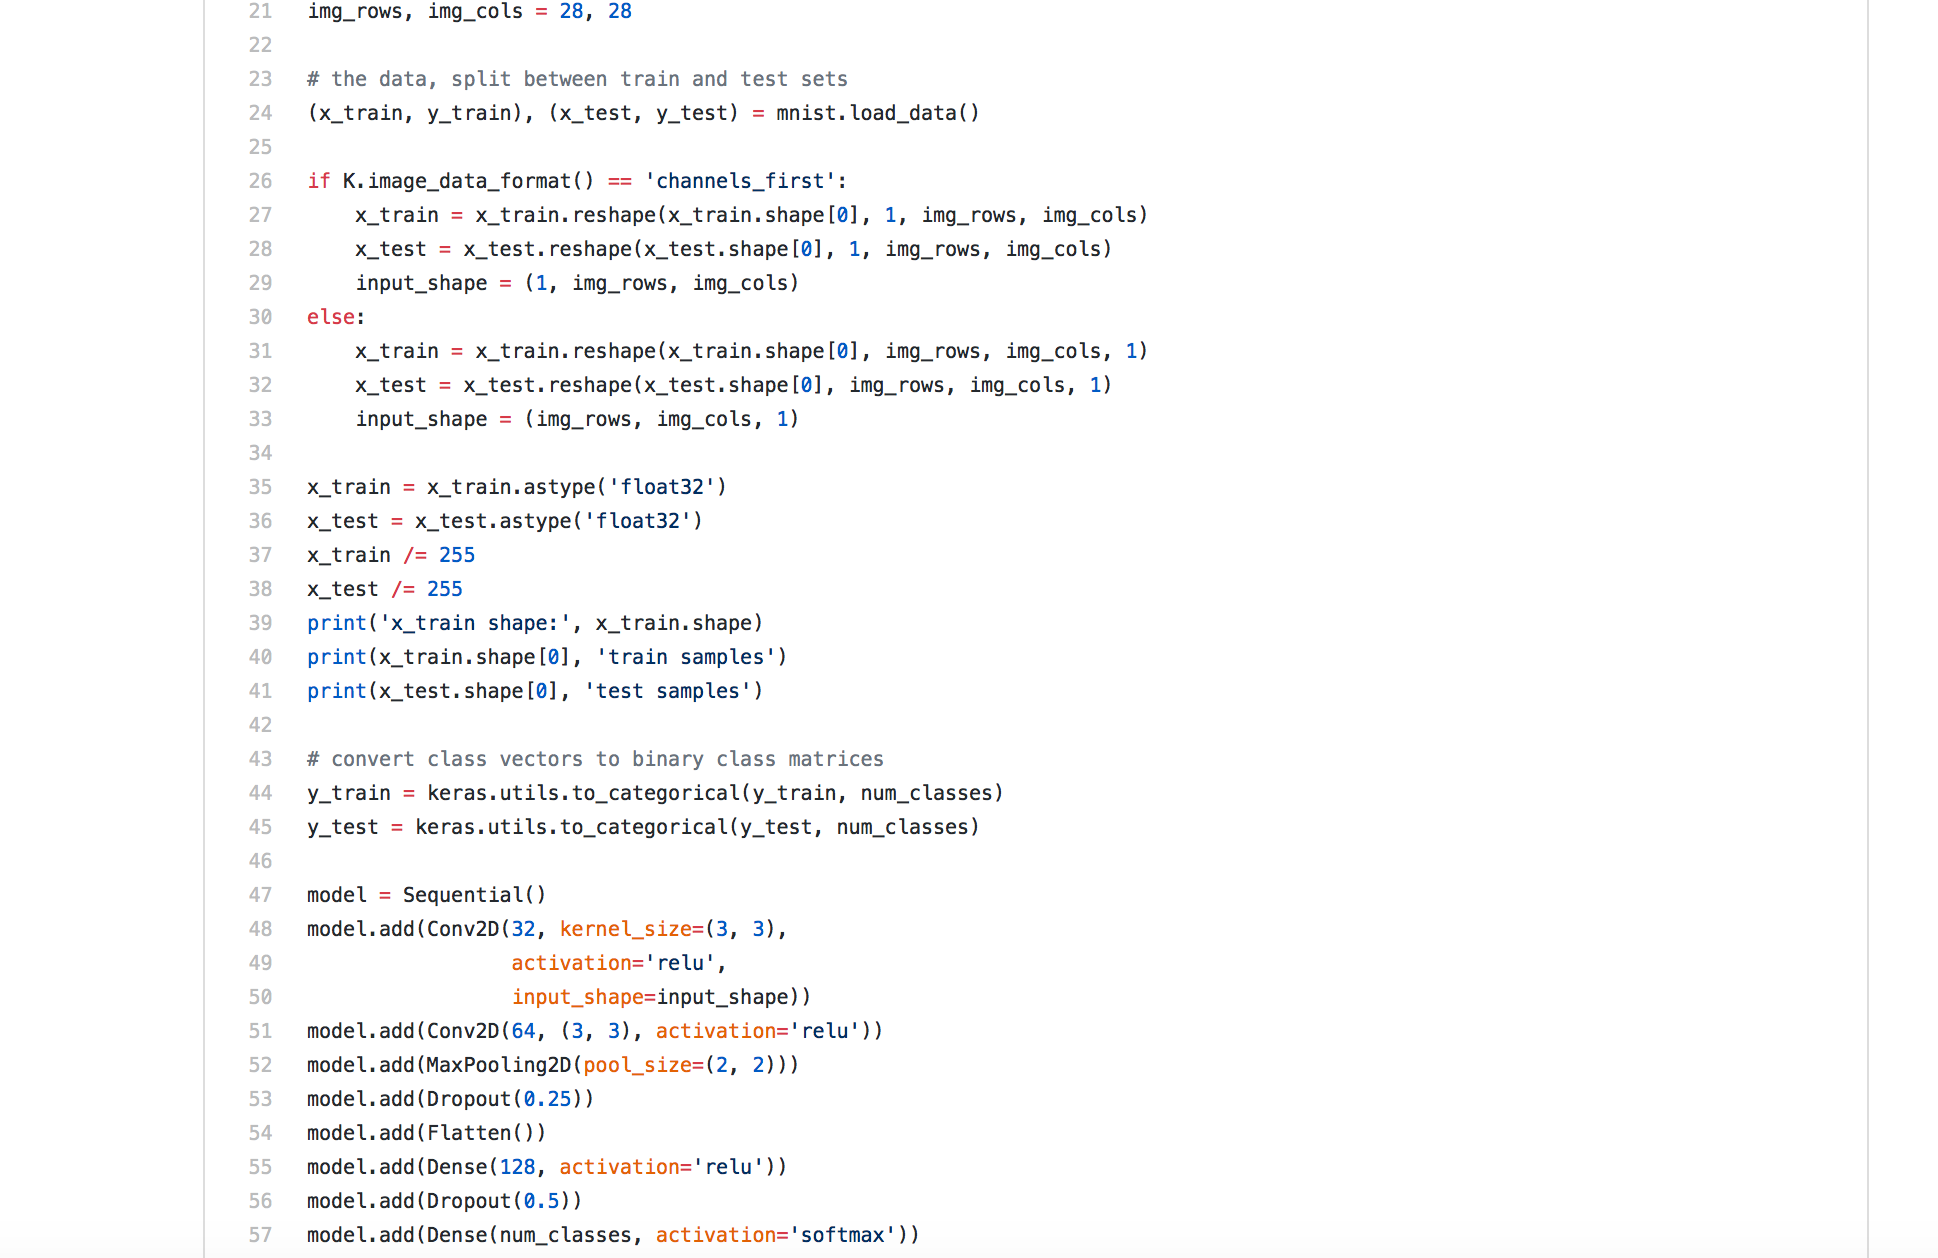 21 img_rows, img_cols = 28, 28
22
23 # the data, split between train and test sets
24 (x_train, y_train), (x_test, y_test) = mnist.load_data()
25
26 if K.image_data_format() == 'channels_first':
27     x_train = x_train.reshape(x_train.shape[0], 1, img_rows, img_cols)
28     x_test = x_test.reshape(x_test.shape[0], 1, img_rows, img_cols)
29     input_shape = (1, img_rows, img_cols)
30 else:
31     x_train = x_train.reshape(x_train.shape[0], img_rows, img_cols, 1)
32     x_test = x_test.reshape(x_test.shape[0], img_rows, img_cols, 1)
33     input_shape = (img_rows, img_cols, 1)
34
35 x_train = x_train.astype('float32')
36 x_test = x_test.astype('float32')
37 x_train /= 255
38 x_test /= 255
39 print('x_train shape:', x_train.shape)
40 print(x_train.shape[0], 'train samples')
41 print(x_test.shape[0], 'test samples')
42
43 # convert class vectors to binary class matrices
44 y_train = keras.utils.to_categorical(y_train, num_classes)
45 y_test = keras.utils.to_categorical(y_test, num_classes)
46
47 model = Sequential()
48 model.add(Conv2D(32, kernel_size=(3, 3),
49                  activation='relu',
50                  input_shape=input_shape))
51 model.add(Conv2D(64, (3, 3), activation='relu'))
52 model.add(MaxPooling2D(pool_size=(2, 2)))
53 model.add(Dropout(0.25))
54 model.add(Flatten())
55 model.add(Dense(128, activation='relu'))
56 model.add(Dropout(0.5))
57 model.add(Dense(num_classes, activation='softmax'))